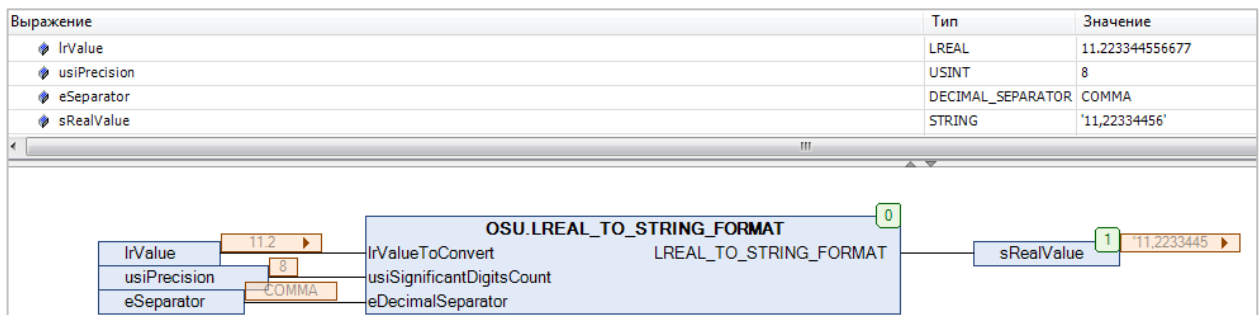 Выражение Тип Значение
lrValue LREAL 11.223344556677
usiPrecision USINT 8
eSeparator DECIMAL_SEPARATOR COMMA
sRealValue STRING '11,22334456'
0
OSU.LREAL_TO_STRING_FORMAT
lrValue 11.2 lrValueToConvert LREAL_TO_STRING_FORMAT sRealValue 1 '11,2233445
usiPrecision 8 usiSignificantDigitsCount
eSeparator COMMA eDecimalSeparator